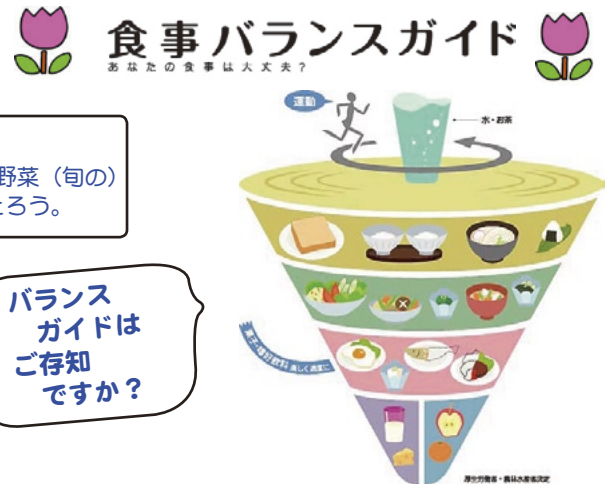 食事バランスガイド
あなたの食事は大丈夫？
運動
水・お茶
野菜（旬の）
ろう。
バランス
ガイドは
ご存知
ですか？
菓子・嗜好飲料 楽しく適度に
厚生労働省・農林水産省決定